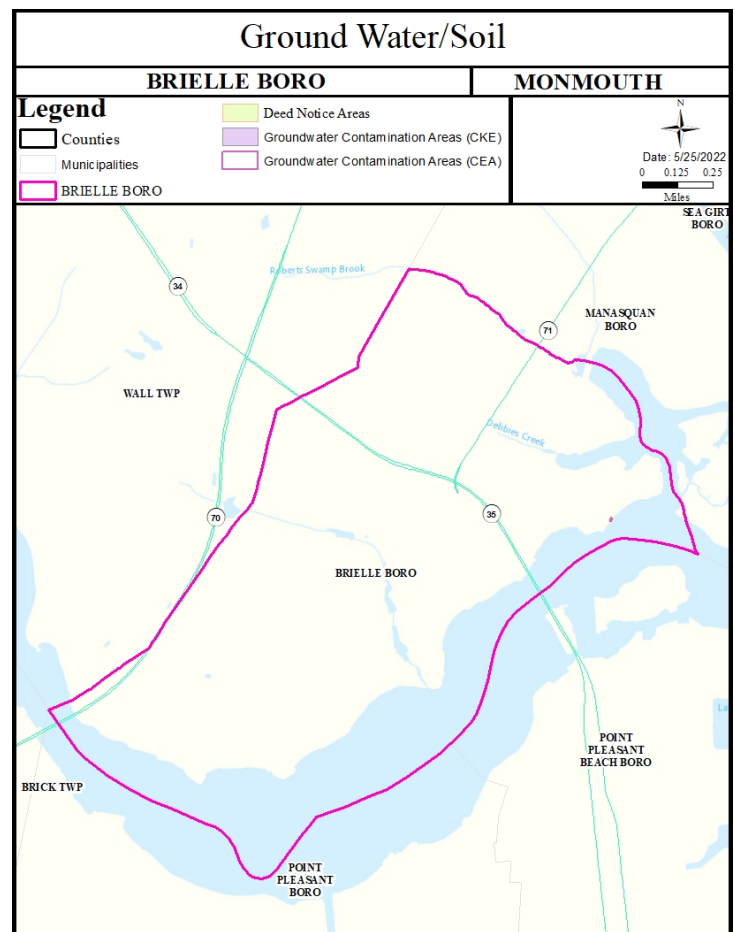 Ground Water/Soil
BRIELLE BORO
MONMOUTH
Legend
Counties
Municipalities
BRIELLE BORO
Deed Notice Areas
Groundwater Contamination Areas (CKE)
Groundwater Contamination Areas (CEA)
N
Date: 5/25/2022
0 0.125 0.25
Miles
SEA GIRT
BORO
Roberts Swamp Brook
34
MANASQUAN
BORO
71
WALL TWP
Debbies Creek
35
70
BRIELLE BORO
La
POINT
PLEASANT
BEACH BORO
BRICK TWP
POINT
PLEASANT
BORO